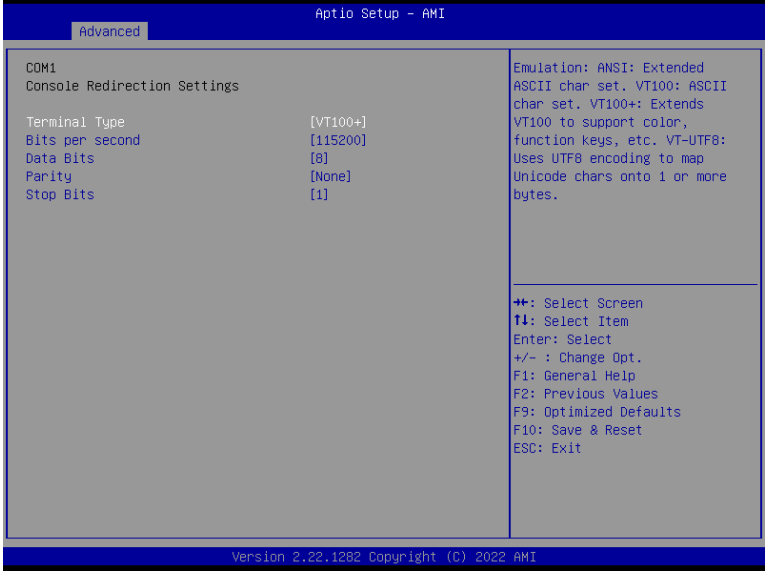 Aptio Setup - AMI
Advanced
COM1
Console Redirection Settings
Terminal Type [VT100+]
Bits per second [115200]
Data Bits [8]
Parity [None]
Stop Bits [1]
Emulation: ANSI: Extended
ASCII char set. VT100: ASCII
char set. VT100+: Extends
VT100 to support color,
function keys, etc. VT-UTF8:
Uses UTF8 encoding to map
Unicode chars onto 1 or more
bytes.
→←: Select Screen
↑↓: Select Item
Enter: Select
+/- : Change Opt.
F1: General Help
F2: Previous Values
F9: Optimized Defaults
F10: Save & Reset
ESC: Exit
Version 2.22.1282 Copyright (C) 2022 AMI